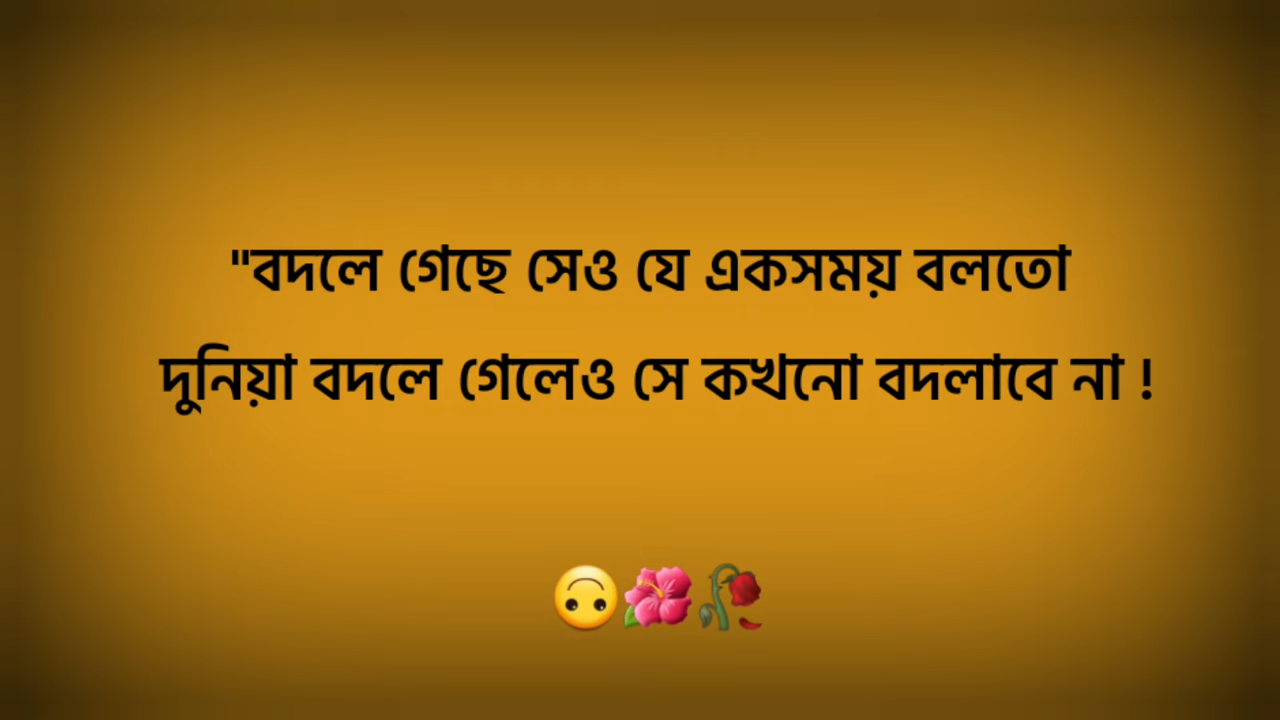 "বদলে গেছে সেও যে একসময় বলতো
দুনিয়া বদলে গেলেও সে কখনো বদলাবে না !
🙃🌺🥀